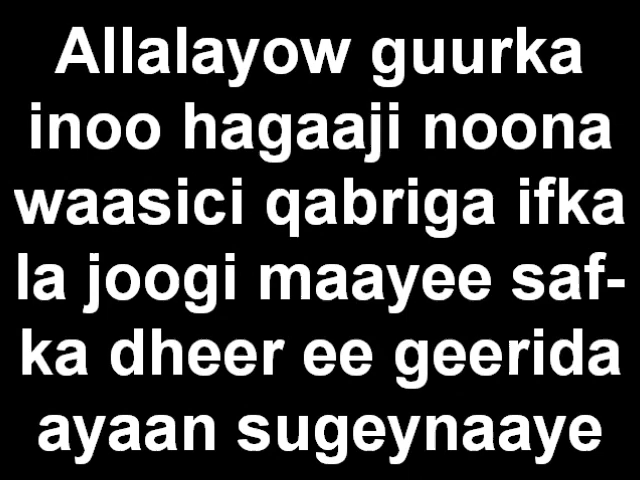 Allalayow guurka
inoo hagaaji noona
waasici qabriga ifka
la joogi maayee saf-
ka dheer ee geerida
ayaan sugeynaaye